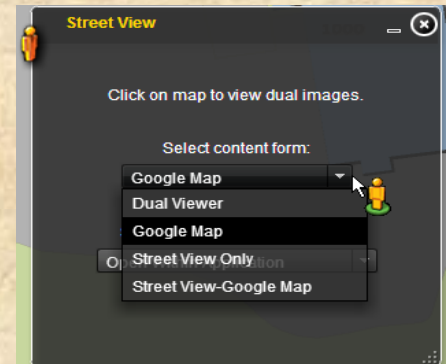 Street View
Click on map to view dual images.
Select content form:
Google Map
Dual Viewer
Google Map
Street View Only
Street View-Google Map